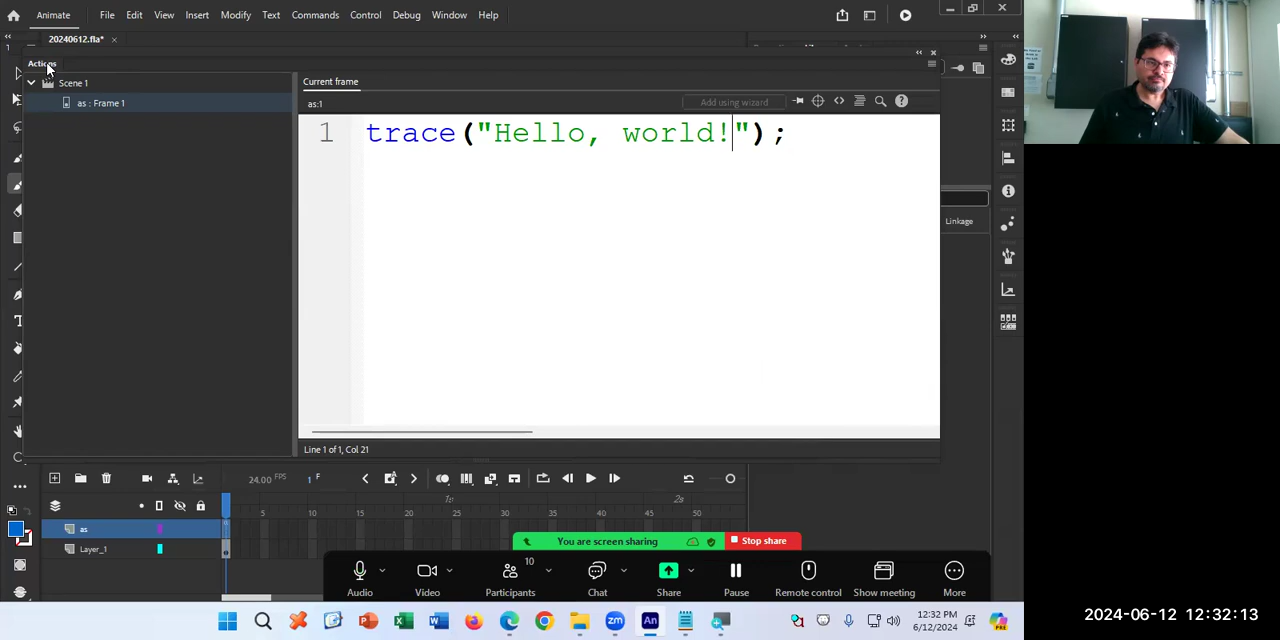 Animate File Edit View Insert Modify Text Commands Control Debug Window Help
20240612.fla* ×
Actions
Scene 1
as : Frame 1
Current frame
as:1 Add using wizard
1 trace("Hello, world!");
Linkage
Line 1 of 1, Col 21
24.00 FPS 1 F
1s 2s
5 10 15 20 25 30 35 40 45 50
as
Layer_1
You are screen sharing Stop share
10
Audio Video Participants Chat Share Pause Remote control Show meeting More
12:32 PM
6/12/2024
2024-06-12 12:32:13